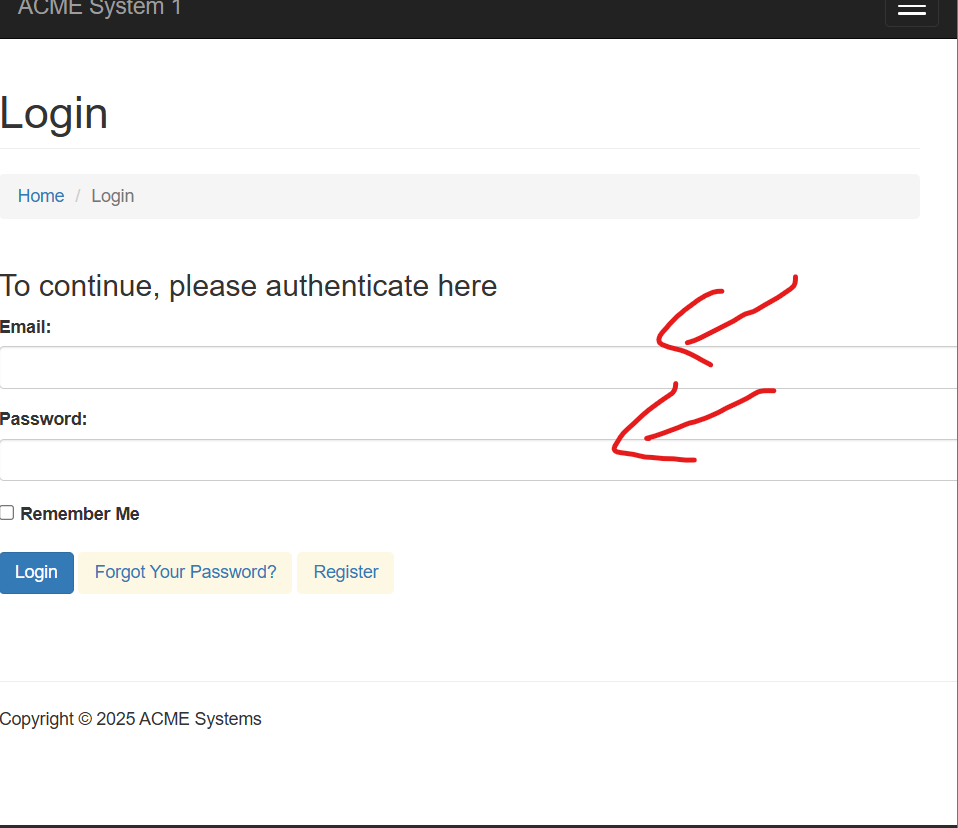 ACME System 1
Login
Home / Login
To continue, please authenticate here
Email:
Password:
Remember Me
Login Forgot Your Password? Register
Copyright © 2025 ACME Systems